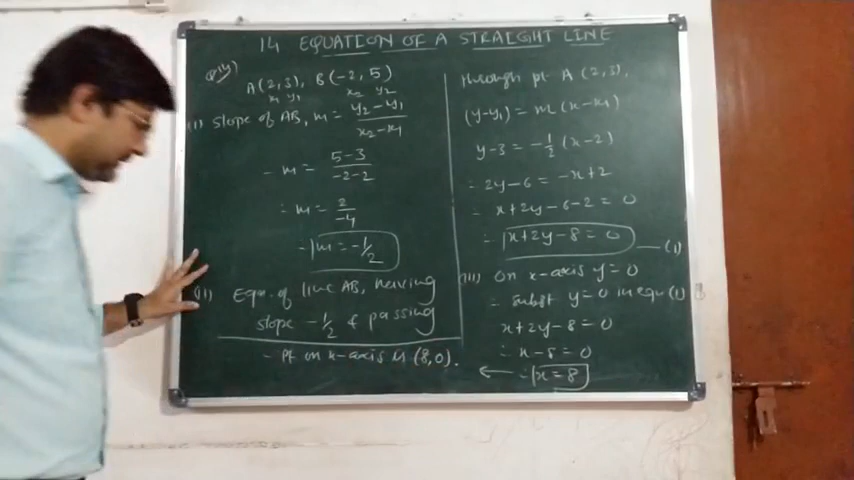 14 EQUATION OF A STRAIGHT LINE
Q14)
A(2,3), B(-2, 5)
x₁ y₁ x₂ y₂
(i) Slope of AB, m = y₂-y₁ / x₂-x₁
∴ m = 5-3 / -2-2
∴ m = 2 / -4
∴ m = -1/2
(ii) Eqn. of line AB, having
slope -1/2 & passing
∴ Pt on x-axis is (8,0).
through pt A (2,3),
(y-y₁) = m (x-x₁)
y-3 = -1/2 (x-2)
∴ 2y-6 = -x+2
∴ x+2y-6-2 = 0
∴ x+2y-8 = 0 —(1)
(iii) On x-axis y=0
∴ subst y=0 in eqn (1)
x+2y-8=0
∴ x-8=0
← ∴ x=8